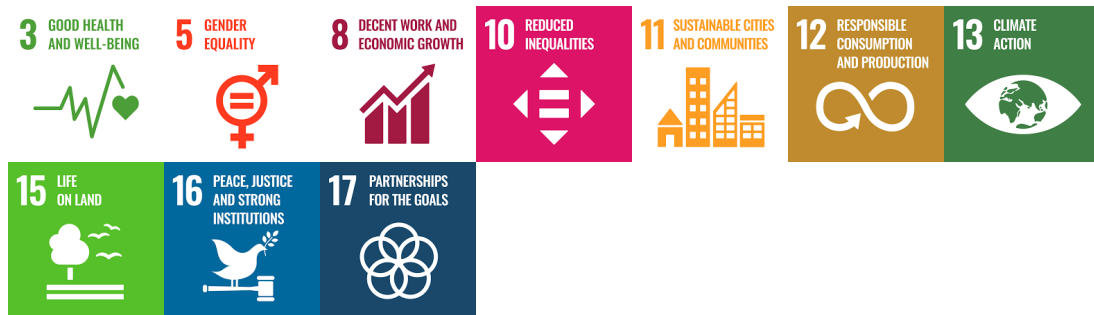 3 GOOD HEALTH
AND WELL-BEING
5 GENDER
EQUALITY
8 DECENT WORK AND
ECONOMIC GROWTH
10 REDUCED
INEQUALITIES
11 SUSTAINABLE CITIES
AND COMMUNITIES
12 RESPONSIBLE
CONSUMPTION
AND PRODUCTION
13 CLIMATE
ACTION
15 LIFE
ON LAND
16 PEACE, JUSTICE
AND STRONG
INSTITUTIONS
17 PARTNERSHIPS
FOR THE GOALS